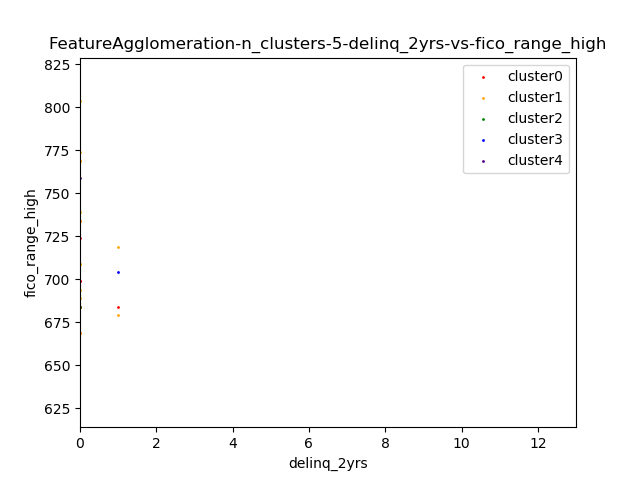 FeatureAgglomeration-n_clusters-5-delinq_2yrs-vs-fico_range_high
825
800
775
750
725
700
675
650
625
fico_range_high
cluster0
cluster1
cluster2
cluster3
cluster4
0 2 4 6 8 10 12
delinq_2yrs